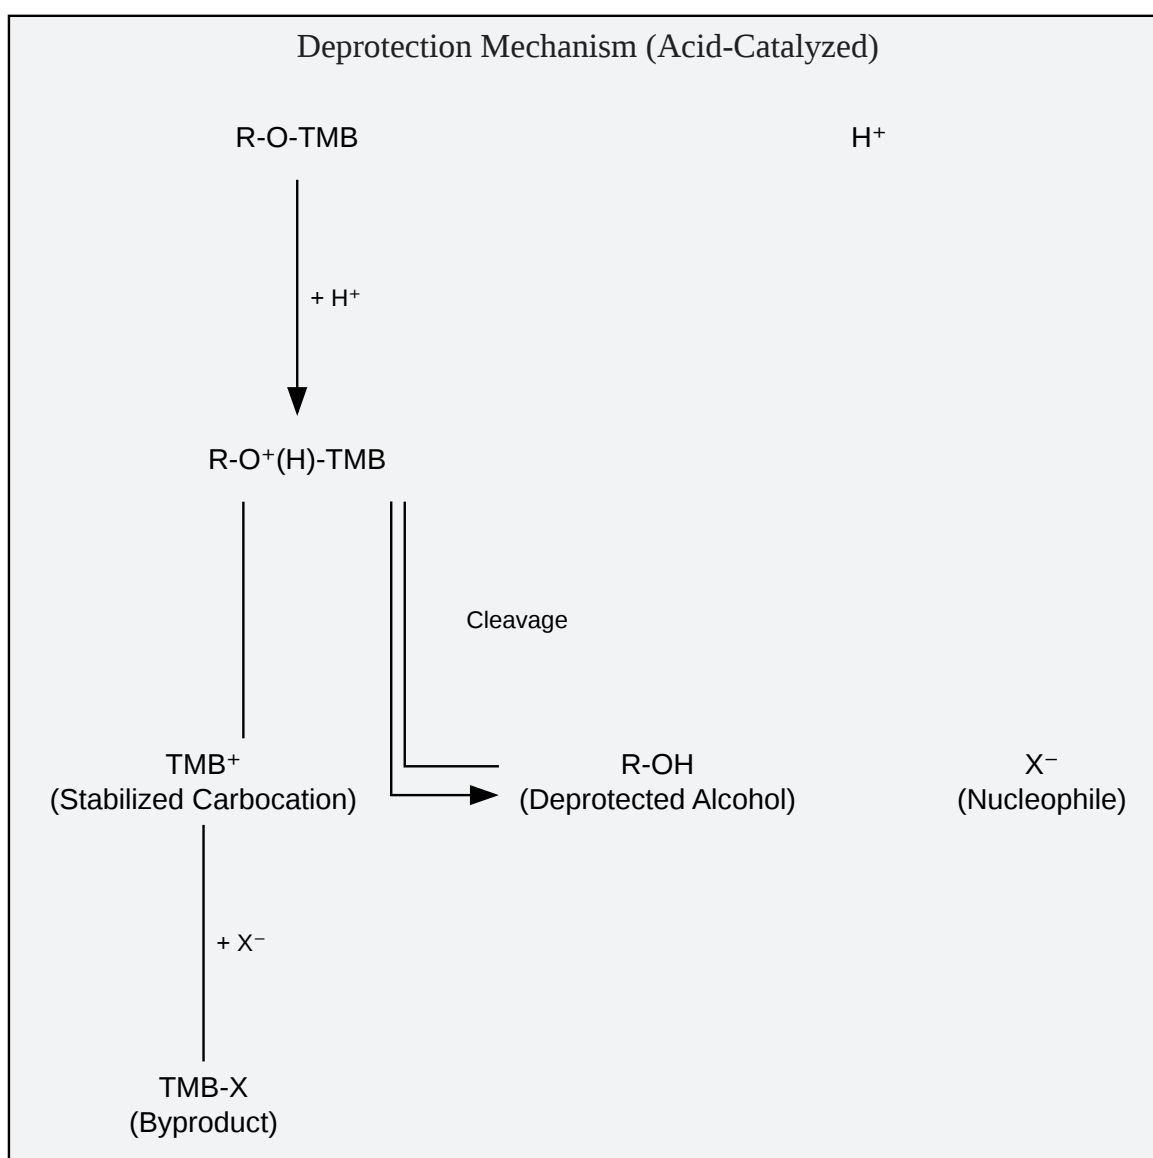 Deprotection Mechanism (Acid-Catalyzed)
R-O-TMB
H⁺
+ H⁺
R-O⁺(H)-TMB
Cleavage
TMB⁺
(Stabilized Carbocation)
R-OH
(Deprotected Alcohol)
X⁻
(Nucleophile)
+ X⁻
TMB-X
(Byproduct)